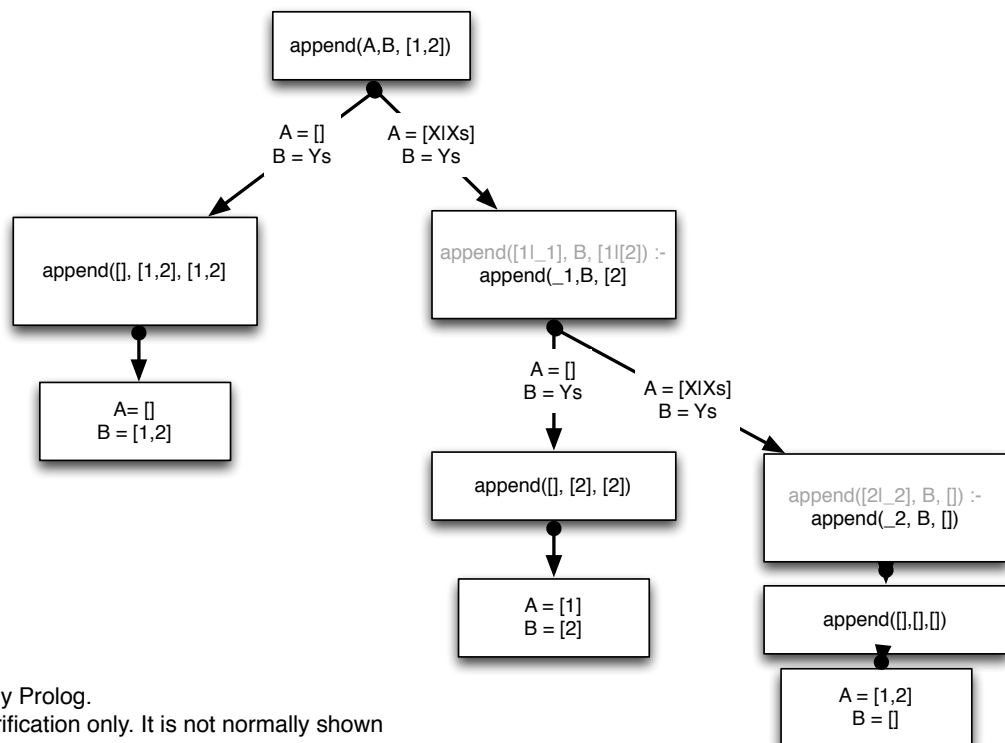 append(A,B, [1,2])
A = []
B = Ys
A = [X|Xs]
B = Ys
append([], [1,2], [1,2]
append([1|_1], B, [1|[2]) :-
append(_1,B, [2]
A= []
B = [1,2]
A = []
B = Ys
A = [X|Xs]
B = Ys
append([], [2], [2])
append([2|_2], B, []) :-
append(_2, B, [])
A = [1]
B = [2]
append([],[],[])
A = [1,2]
B = []
y Prolog.
rification only. It is not normally shown